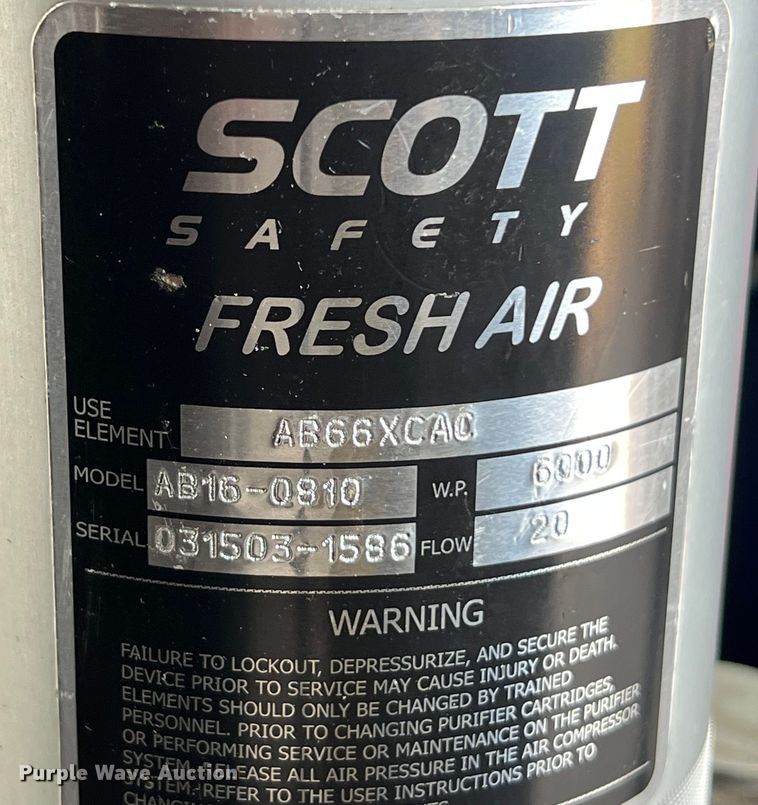 SCOTT
SAFETY
FRESH AIR
USE ELEMENT AB66XCAC
MODEL AB16-0810 W.P. 6000
SERIAL 031503-1586 FLOW 20
WARNING
FAILURE TO LOCKOUT, DEPRESSURIZE, AND SECURE THE
DEVICE PRIOR TO SERVICE MAY CAUSE INJURY OR DEATH.
ELEMENTS SHOULD ONLY BE CHANGED BY TRAINED
PERSONNEL. PRIOR TO CHANGING PURIFIER CARTRIDGES,
OR PERFORMING SERVICE OR MAINTENANCE ON THE PURIFIER
SYSTEM, RELEASE ALL AIR PRESSURE IN THE AIR COMPRESSOR
SYSTEM. REFER TO THE USER INSTRUCTIONS PRIOR TO
Purple Wave Auction